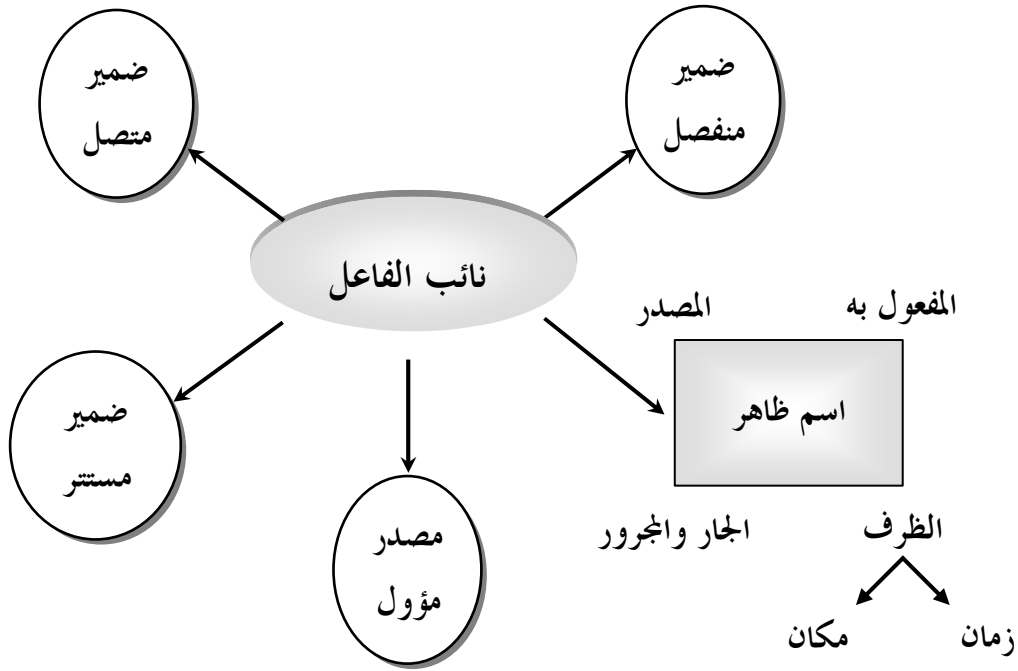 ضمير
منفصل
ضمير
متصل
نائب الفاعل
المفعول به
المصدر
اسم ظاهر
ضمير
مستتر
الظرف
الجار والمجرور
مصدر
مؤول
زمان
مكان